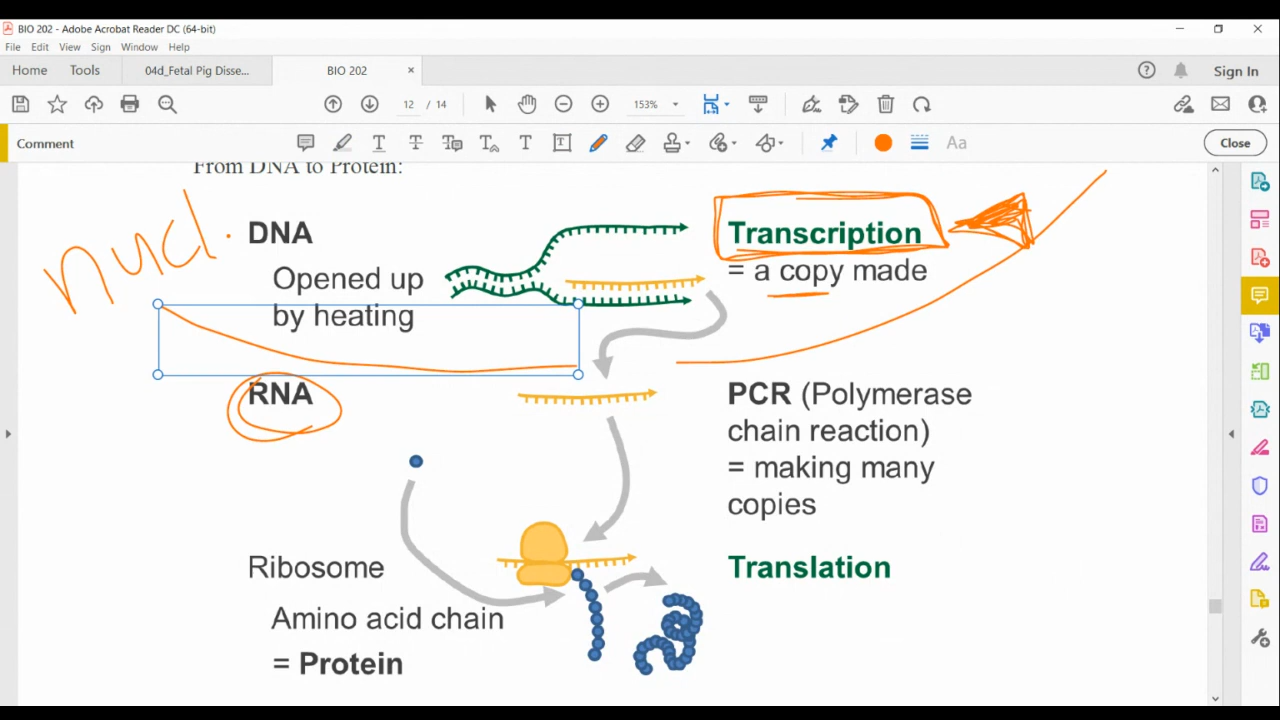 BIO 202 - Adobe Acrobat Reader DC (64-bit)
File Edit View Sign Window Help
Home Tools 04d_Fetal Pig Disse... BIO 202 × Sign In
12 / 14 153%
Comment Aa Close
From DNA to Protein:
nucl
DNA
Opened up
by heating
Transcription
= a copy made
RNA
PCR (Polymerase
chain reaction)
= making many
copies
Ribosome
Translation
Amino acid chain
= Protein